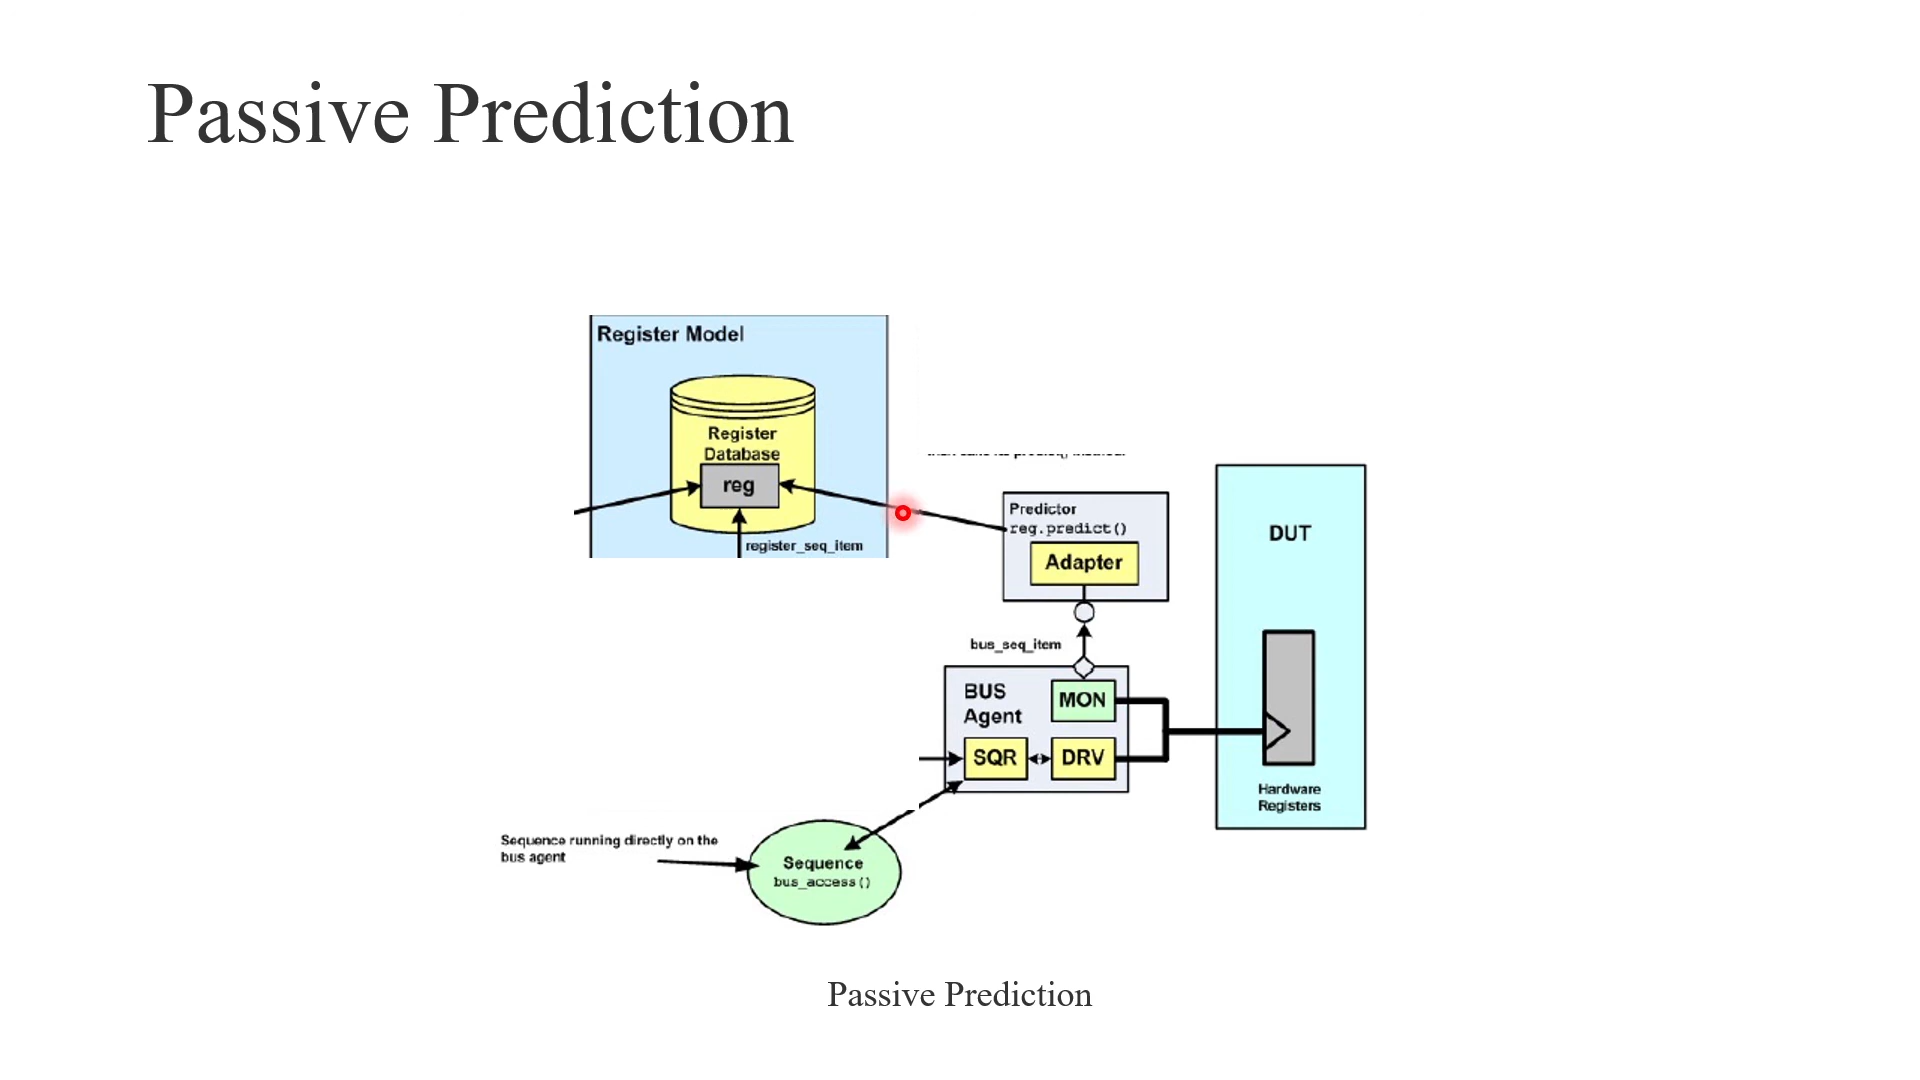 Passive Prediction
Register Model
Register
Database
reg
register_seq_item
Predictor
reg.predict()
Adapter
DUT
bus_seq_item
BUS
Agent
MON
SQR
DRV
Hardware
Registers
Sequence running directly on the
bus agent
Sequence
bus_access()
Passive Prediction